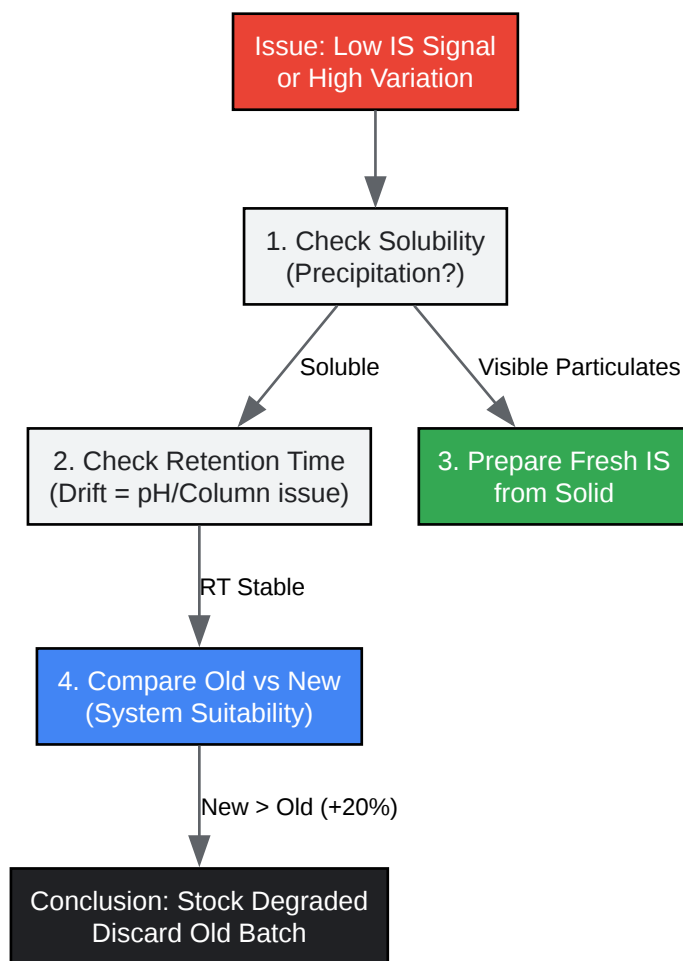 Issue: Low IS Signal
or High Variation
1. Check Solubility
(Precipitation?)
Soluble
Visible Particulates
2. Check Retention Time
(Drift = pH/Column issue)
3. Prepare Fresh IS
from Solid
RT Stable
4. Compare Old vs New
(System Suitability)
New > Old (+20%)
Conclusion: Stock Degraded
Discard Old Batch